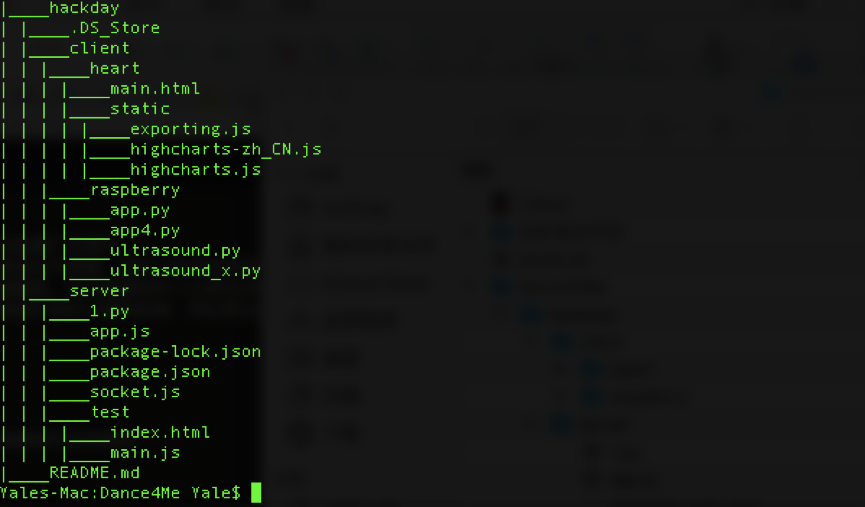 |____hackday
| |____.DS_Store
| |____client
| | |____heart
| | | |____main.html
| | | |____static
| | | | |____exporting.js
| | | | |____highcharts-zh_CN.js
| | | | |____highcharts.js
| | |____raspberry
| | | |____app.py
| | | |____app4.py
| | | |____ultrasound.py
| | | |____ultrasound_x.py
| |____server
| | |____1.py
| | |____app.js
| | |____package-lock.json
| | |____package.json
| | |____socket.js
| | |____test
| | | |____index.html
| | | |____main.js
|____README.md
Yales-Mac:Dance4Me Yale$